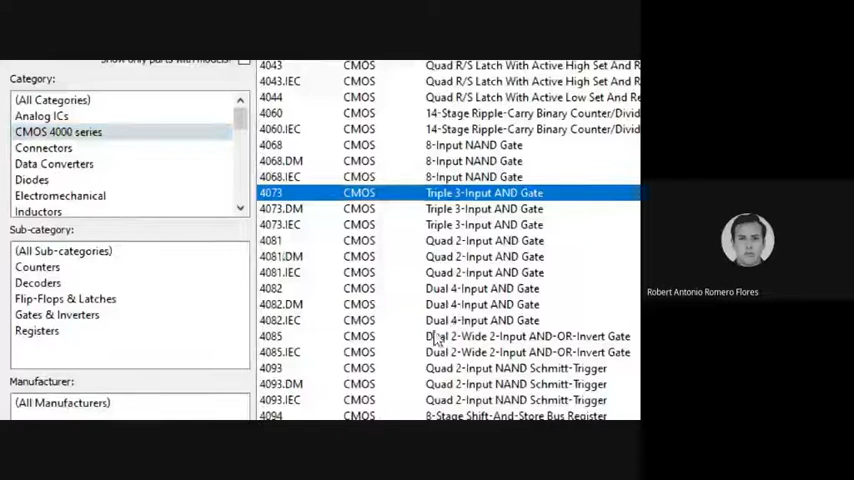 Show only parts with models?
Category:
(All Categories)
Analog ICs
CMOS 4000 series
Connectors
Data Converters
Diodes
Electromechanical
Inductors
Sub-category:
(All Sub-categories)
Counters
Decoders
Flip-Flops & Latches
Gates & Inverters
Registers
Manufacturer:
(All Manufacturers)
4043 CMOS Quad R/S Latch With Active High Set And R
4043.IEC CMOS Quad R/S Latch With Active High Set And R
4044 CMOS Quad R/S Latch With Active Low Set And Re
4060 CMOS 14-Stage Ripple-Carry Binary Counter/Divid
4060.IEC CMOS 14-Stage Ripple-Carry Binary Counter/Divid
4068 CMOS 8-Input NAND Gate
4068.DM CMOS 8-Input NAND Gate
4068.IEC CMOS 8-Input NAND Gate
4073 CMOS Triple 3-Input AND Gate
4073.DM CMOS Triple 3-Input AND Gate
4073.IEC CMOS Triple 3-Input AND Gate
4081 CMOS Quad 2-Input AND Gate
4081.DM CMOS Quad 2-Input AND Gate
4081.IEC CMOS Quad 2-Input AND Gate
4082 CMOS Dual 4-Input AND Gate
4082.DM CMOS Dual 4-Input AND Gate
4082.IEC CMOS Dual 4-Input AND Gate
4085 CMOS Dual 2-Wide 2-Input AND-OR-Invert Gate
4085.IEC CMOS Dual 2-Wide 2-Input AND-OR-Invert Gate
4093 CMOS Quad 2-Input NAND Schmitt-Trigger
4093.DM CMOS Quad 2-Input NAND Schmitt-Trigger
4093.IEC CMOS Quad 2-Input NAND Schmitt-Trigger
4094 CMOS 8-Stage Shift-And-Store Bus Register
Robert Antonio Romero Flores